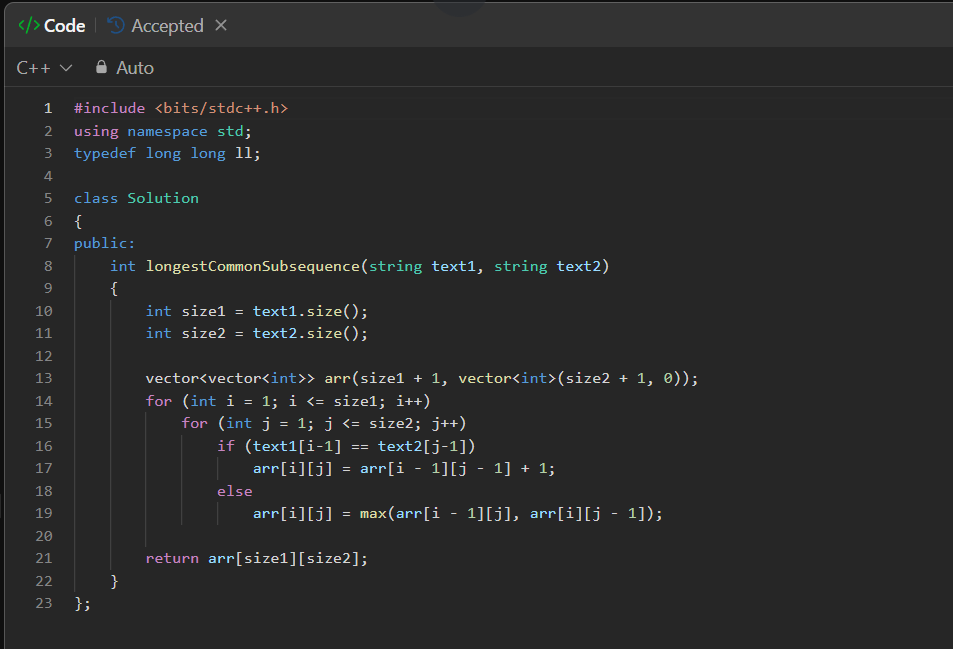 </> Code | Accepted ×
C++ Auto
1 #include <bits/stdc++.h>
2 using namespace std;
3 typedef long long ll;
4
5 class Solution
6 {
7 public:
8     int longestCommonSubsequence(string text1, string text2)
9     {
10         int size1 = text1.size();
11         int size2 = text2.size();
12
13         vector<vector<int>> arr(size1 + 1, vector<int>(size2 + 1, 0));
14         for (int i = 1; i <= size1; i++)
15             for (int j = 1; j <= size2; j++)
16                 if (text1[i-1] == text2[j-1])
17                     arr[i][j] = arr[i - 1][j - 1] + 1;
18                 else
19                     arr[i][j] = max(arr[i - 1][j], arr[i][j - 1]);
20
21         return arr[size1][size2];
22     }
23 };